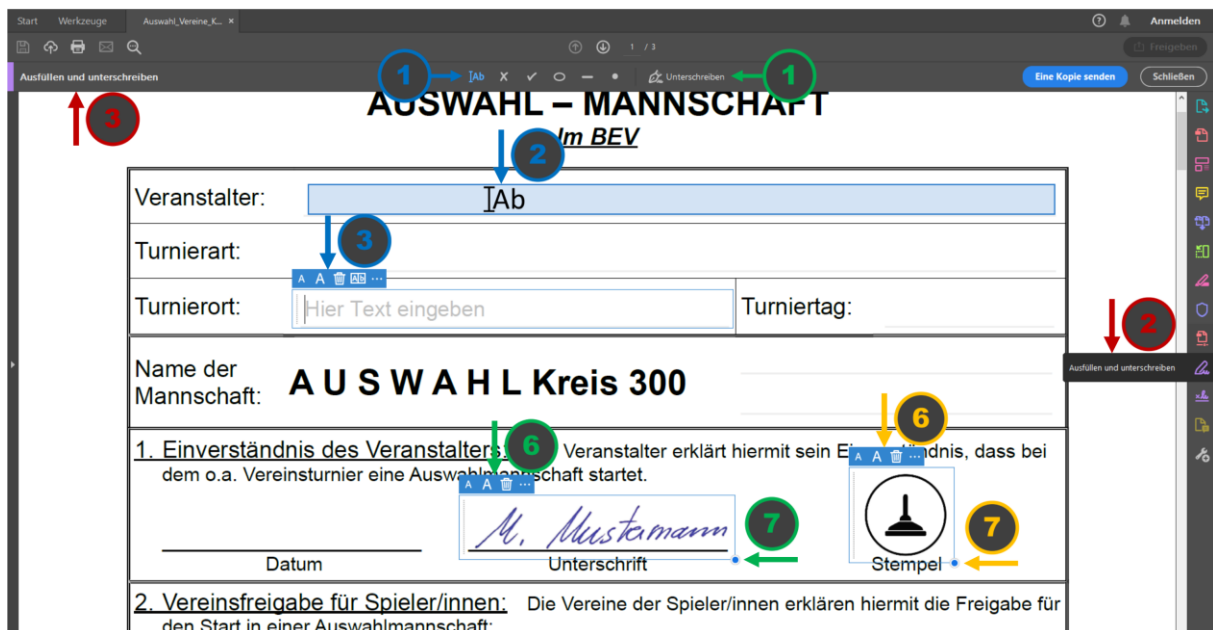 Start Werkzeuge Auswahl_Vereine_K... × Anmelden
1 / 3 Freigeben
Ausfüllen und unterschreiben 1 Ab Unterschreiben 1 Eine Kopie senden Schließen
3
AUSWAHL – MANNSCHAFT
2 Im BEV
Veranstalter: Ab
3
Turnierart:
A A Ab ...
Turnierort: Hier Text eingeben Turniertag:
2
Ausfüllen und unterschreiben
Name der
Mannschaft: A U S W A H L Kreis 300
6 6
1. Einverständnis des Veranstalters: Veranstalter erklärt hiermit sein dass bei
A A ...
dem o.a. Vereinsturnier eine startet.
A A ...
M. Mustermann 7 7
Datum Unterschrift Stempel
2. Vereinsfreigabe für Spieler/innen: Die Vereine der Spieler/innen erklären hiermit die Freigabe für
den Start in einer Auswahlmannschaft: